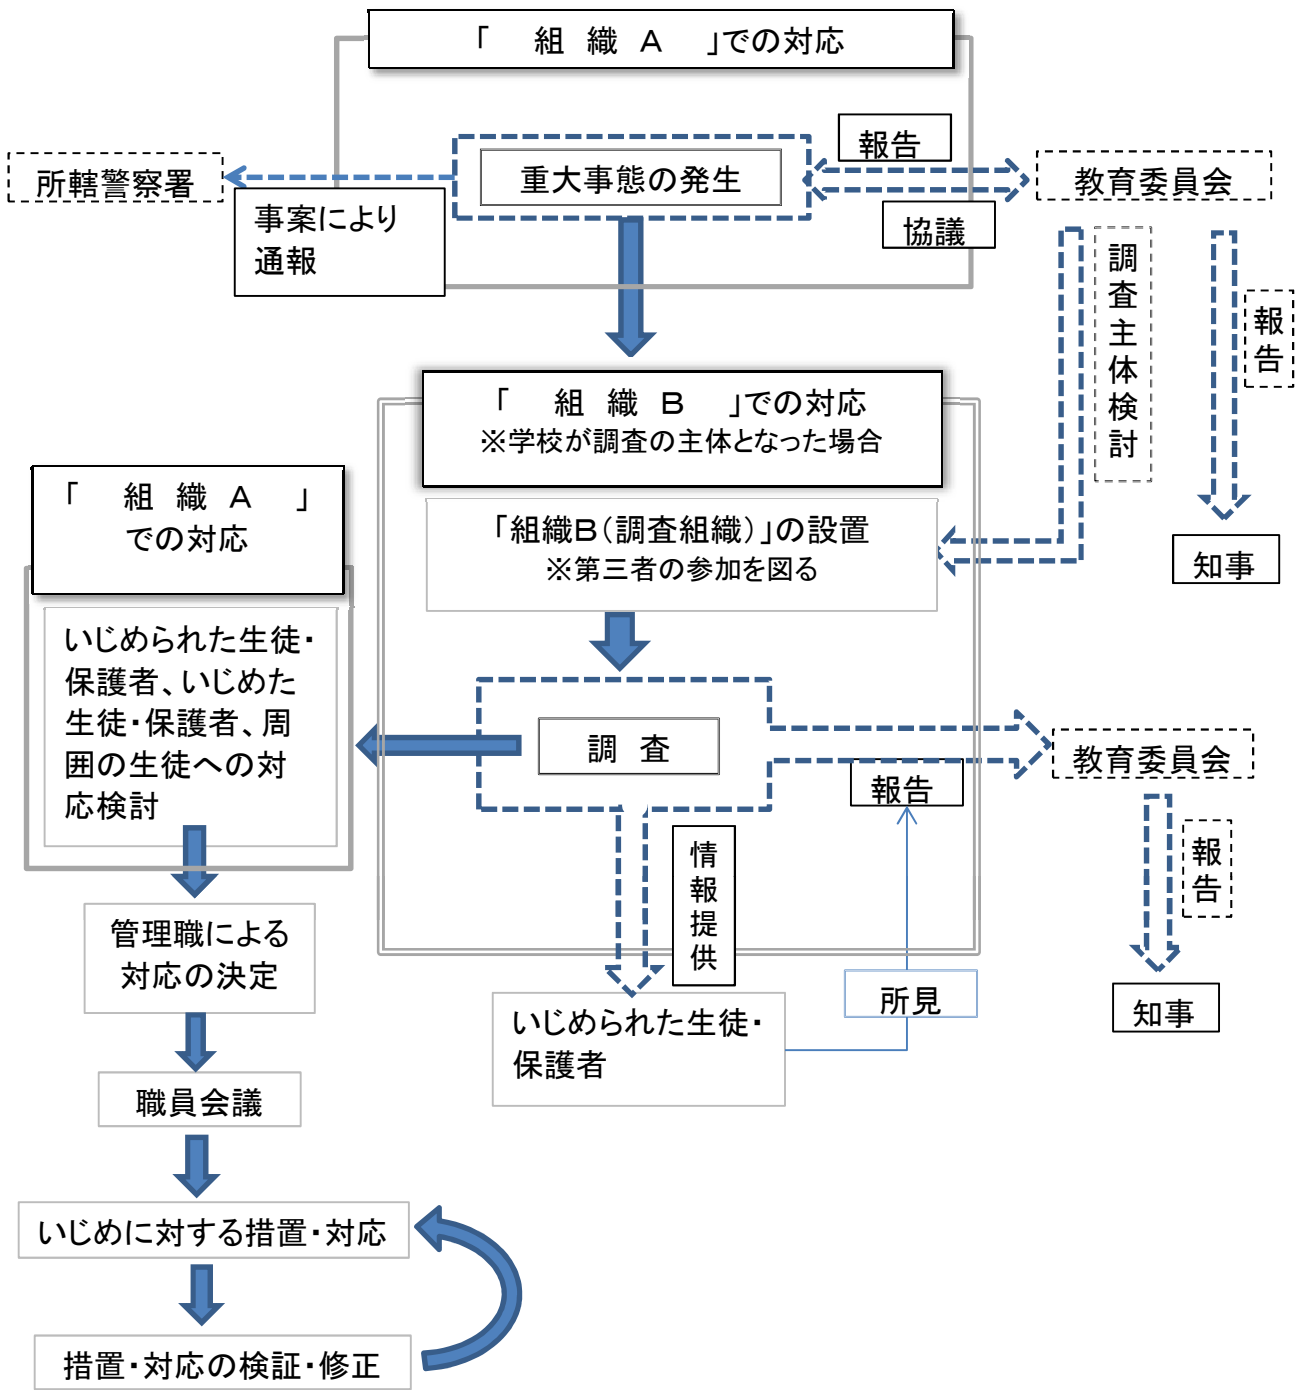 「　組 織 A　」での対応
報告
重大事態の発生
所轄警察署
教育委員会
事案により
通報
協議
調査主体検討
報告
「　組 織 B　」での対応
※学校が調査の主体となった場合
「　組 織 A　」
での対応
「組織B(調査組織)」の設置
※第三者の参加を図る
知事
いじめられた生徒・
保護者、いじめた
生徒・保護者、周
囲の生徒への対
応検討
調 査
教育委員会
報告
情報提供
報告
管理職による
対応の決定
所見
知事
いじめられた生徒・
保護者
職員会議
いじめに対する措置・対応
措置・対応の検証・修正